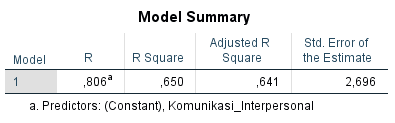 Model Summary
Model R R Square Adjusted R Square Std. Error of the Estimate
1 ,806a ,650 ,641 2,696
a. Predictors: (Constant), Komunikasi_Interpersonal